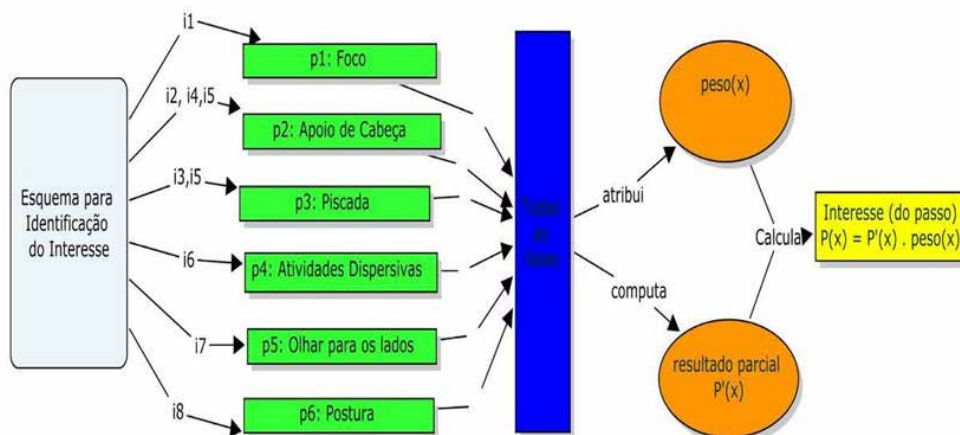 Esquema para
Identificação
do Interesse
i1
i2, i4,i5
i3,i5
i6
i7
i8
p1: Foco
p2: Apoio de Cabeça
p3: Piscada
p4: Atividades Dispersivas
p5: Olhar para os lados
p6: Postura
atribui
computa
peso(x)
resultado parcial
P'(x)
Calcula
Interesse (do passo)
P(x) = P'(x) . peso(x)